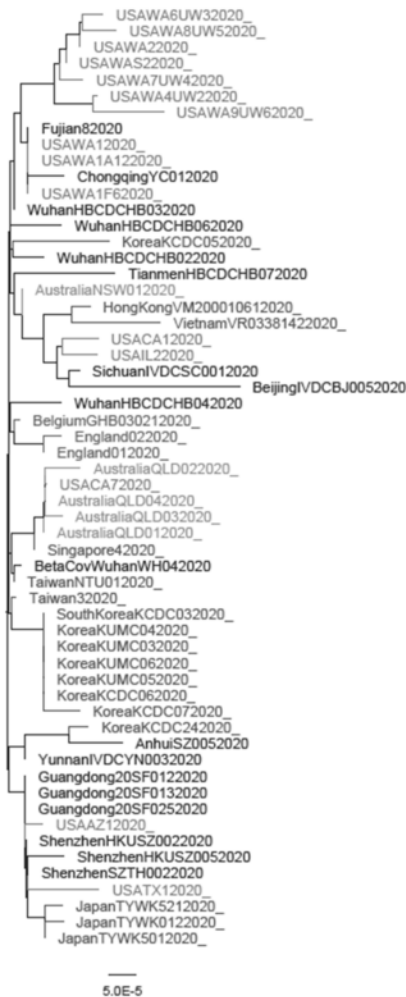 USAWA6UW32020_
USAWA8UW52020_
USAWA22020_
USAWAS22020_
USAWA7UW42020_
USAWA4UW22020_
USAWA9UW62020_
Fujian82020
USAWA12020_
USAWA1A122020_
ChongqingYC012020
USAWA1F62020_
WuhanHBCDCHB032020
WuhanHBCDCHB062020
KoreaKCDC052020_
WuhanHBCDCHB022020
TianmenHBCDCHB072020
AustraliaNSW012020_
HongKongVM200010612020_
VietnamVR03381422020_
USACA12020_
USAIL22020_
SichuanIVDCSC0012020
BeijingIVDCBJ0052020
WuhanHBCDCHB042020
BelgiumGHB030212020_
England022020_
England012020_
AustraliaQLD022020_
USACA72020_
AustraliaQLD042020_
AustraliaQLD032020_
AustraliaQLD012020_
Singapore42020_
BetaCovWuhanWH042020
TaiwanNTU012020_
Taiwan32020_
SouthKoreaKCDC032020_
KoreaKUMC042020_
KoreaKUMC032020_
KoreaKUMC062020_
KoreaKUMC052020_
KoreaKCDC062020_
KoreaKCDC072020_
KoreaKCDC242020_
AnhuiSZ0052020
YunnanIVDCYN0032020
Guangdong20SF0122020
Guangdong20SF0132020
Guangdong20SF0252020
USAAZ12020_
ShenzhenHKUSZ0022020
ShenzhenHKUSZ0052020
ShenzhenSZTH0022020
USATX12020_
JapanTYWK5212020_
JapanTYWK0122020_
JapanTYWK5012020_
5.0E-5